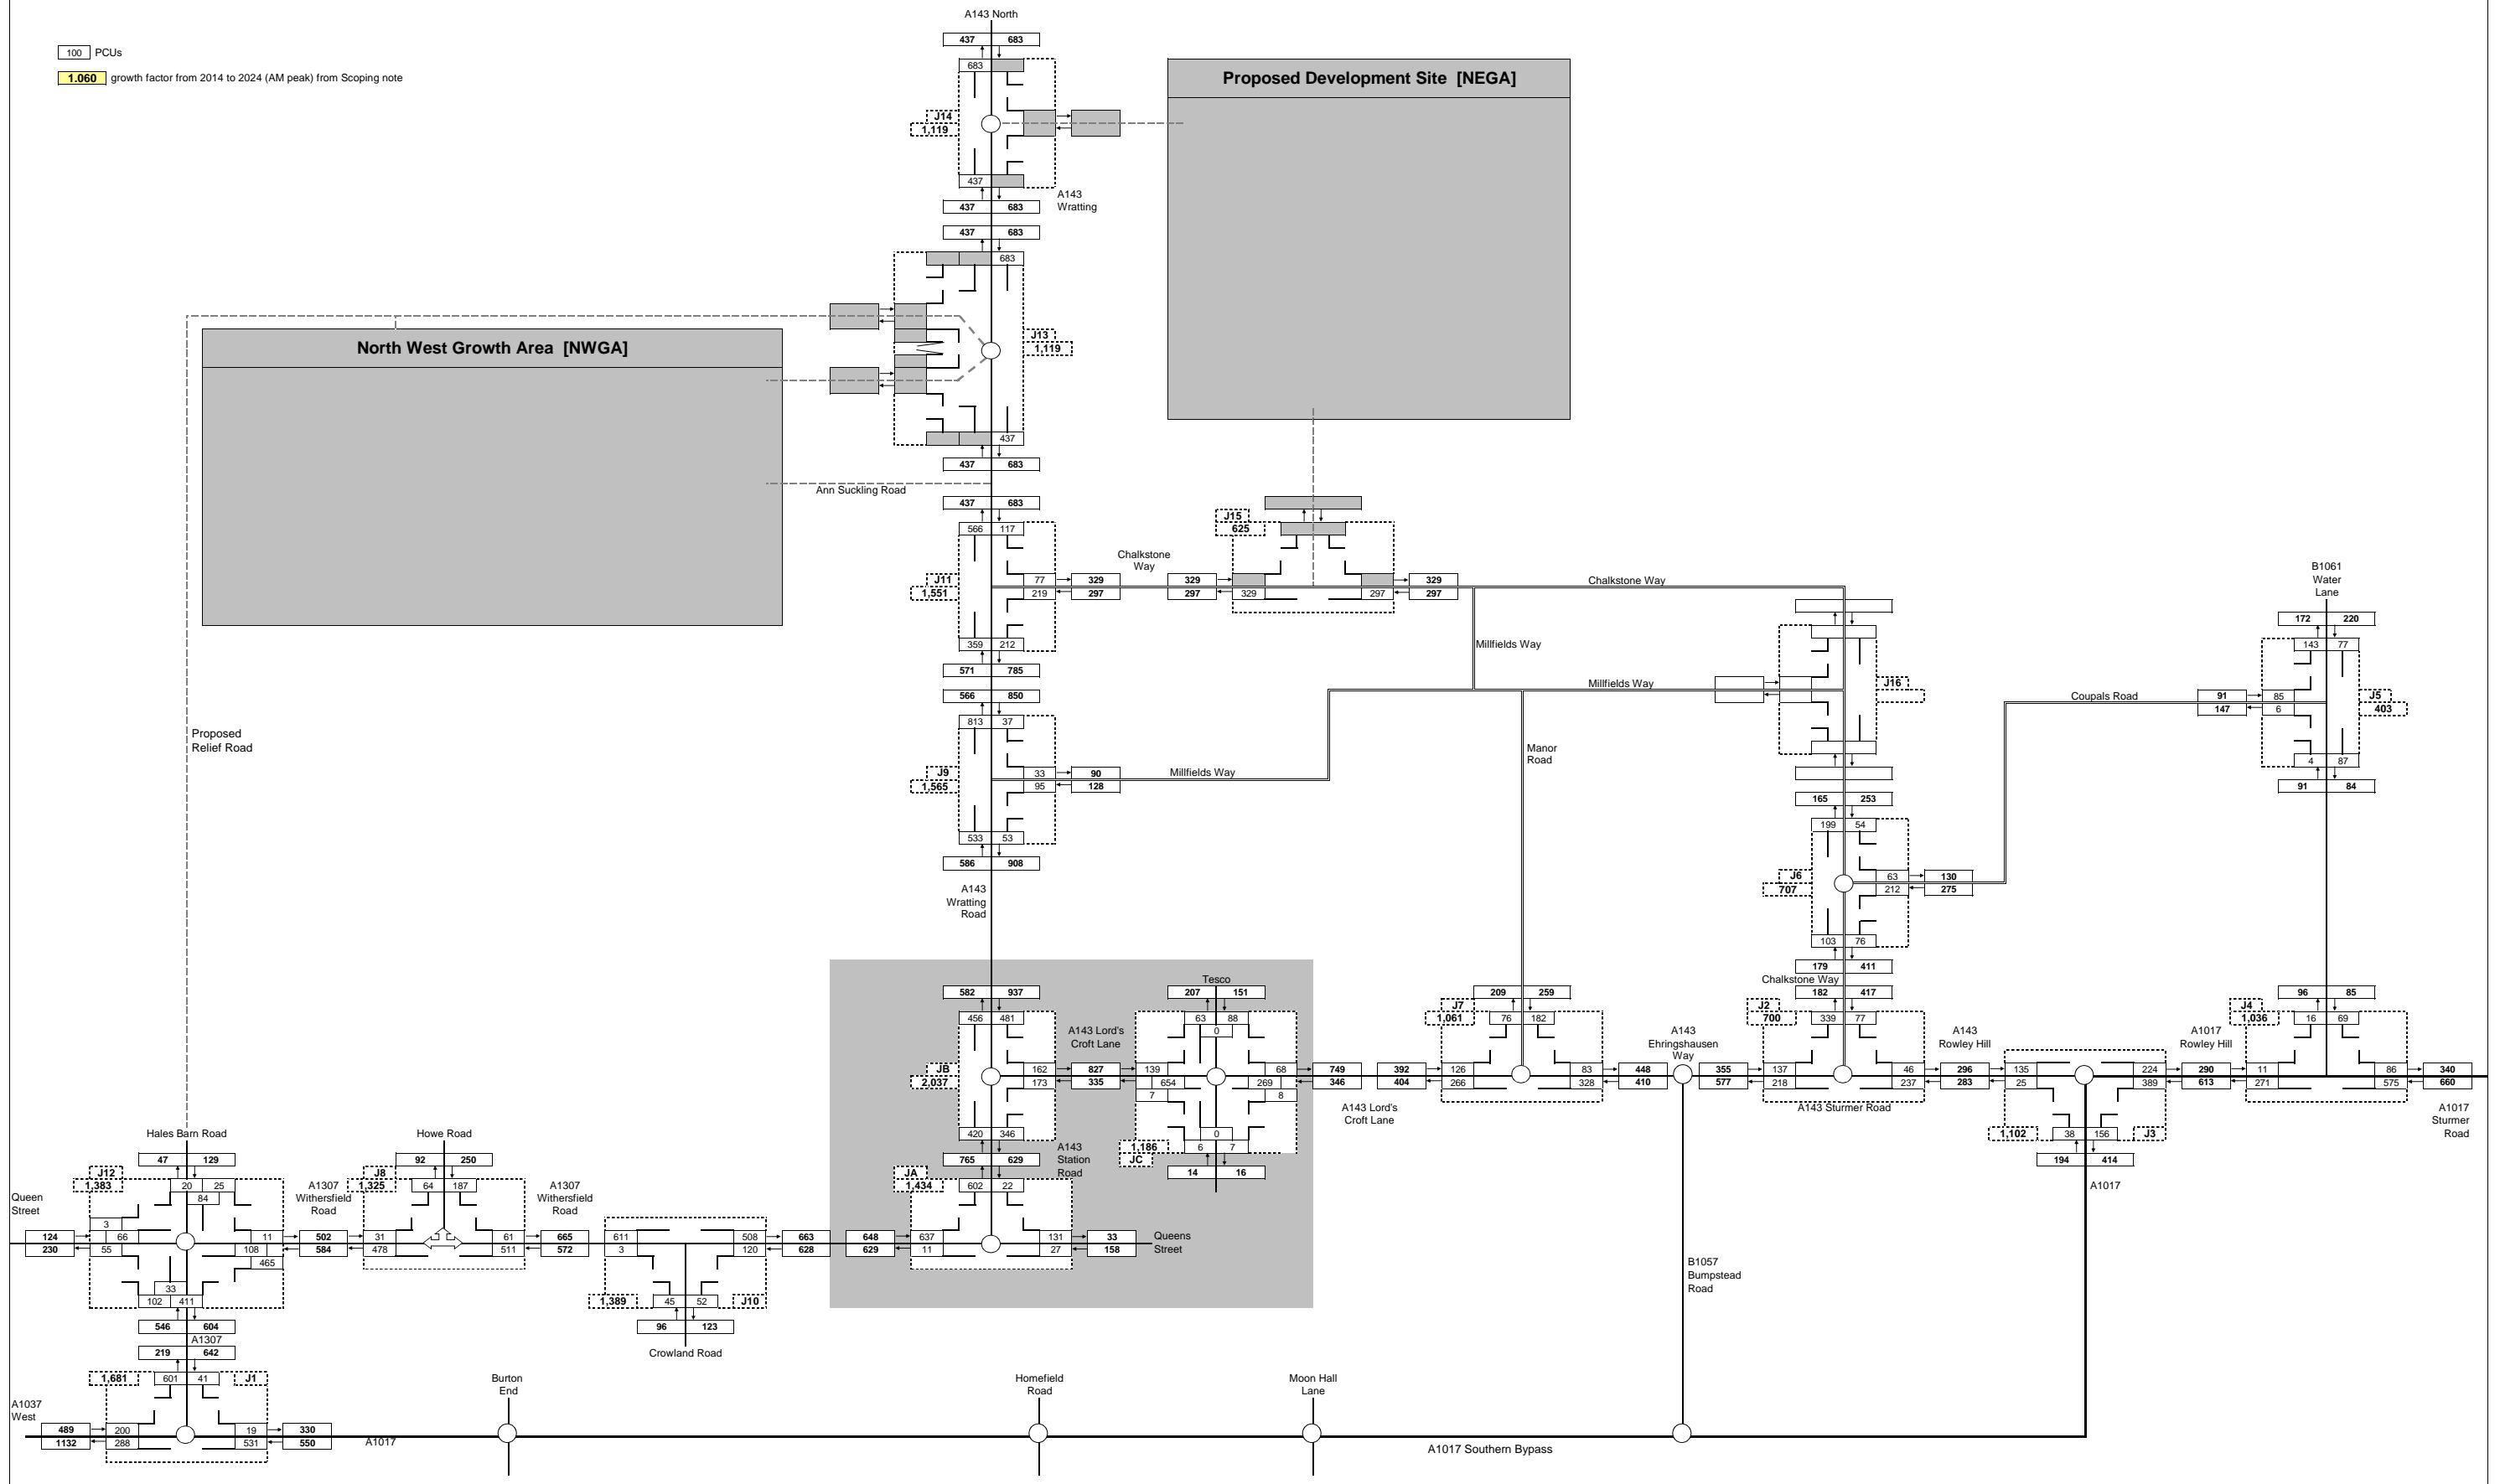 A143 North
437 683
100 PCUs
683
1.060 growth factor from 2014 to 2024 (AM peak) from Scoping note
Proposed Development Site [NEGA]
J14
1,119
437
A143
Wratting
437 683
437 683
683
J13
1,119
North West Growth Area [NWGA]
437
437 683
Ann Suckling Road
437 683
566 117
J15
625
Chalkstone
Way
J11
1,551
77 329
219 297
329
297
329
297
329
297
Chalkstone Way
B1061
Water
Lane
172 220
143 77
359 212
571 785
Millfields Way
566 850
813 37
Millfields Way
J16
Coupals Road
91 85
147 6
J5
403
Proposed
Relief Road
Manor
Road
J9
1,565
33 90
95 128
Millfields Way
4 87
91 84
165 253
199 54
533 53
586 908
J6
707
63 130
212 275
A143
Wratting
Road
103 76
179 411
Chalkstone Way
582 937
Tesco
207 151
209 259
182 417
96 85
456 481
63 88
0
J7
1,061
76 182
J2
700
339 77
J4
1,036
16 69
A143 Lord's
Croft Lane
A143
Ehringshausen
Way
A143
Rowley Hill
A1017
Rowley Hill
JB
2,037
162 827 139
173 335 654
7
68 749
269 346
8
392 126
404 266
83 448
328 410
355 137
577 218
46 296
237 283
135
25
224 290
389 613
11
271
86 340
575 660
A143 Lord's
Croft Lane
A143 Sturmer Road
A1017
Sturmer
Road
420 346
0
6 7
1,186
JC
1,102
38 156
J3
765 629
A143
Station
Road
14 16
194 414
A1017
Hales Barn Road
47 129
Howe Road
92 250
J12
1,383
20 25
84
J8
1,325
64 187
JA
1,434
602 22
Queen
Street
A1307
Withersfield
Road
A1307
Withersfield
Road
3
124 66
230 55
11 502
108 584
465
31
478
61 665
511 572
611
3
508 663
120 628
648 637
629 11
131 33
27 158
Queens
Street
33
102 411
546 604
A1307
1,389
45 52
J10
96 123
Crowland Road
B1057
Bumpstead
Road
219 642
1,681
601 41
J1
Burton
End
Homefield
Road
Moon Hall
Lane
A1037
West
489 200
1132 288
19 330
531 550
A1017
A1017 Southern Bypass